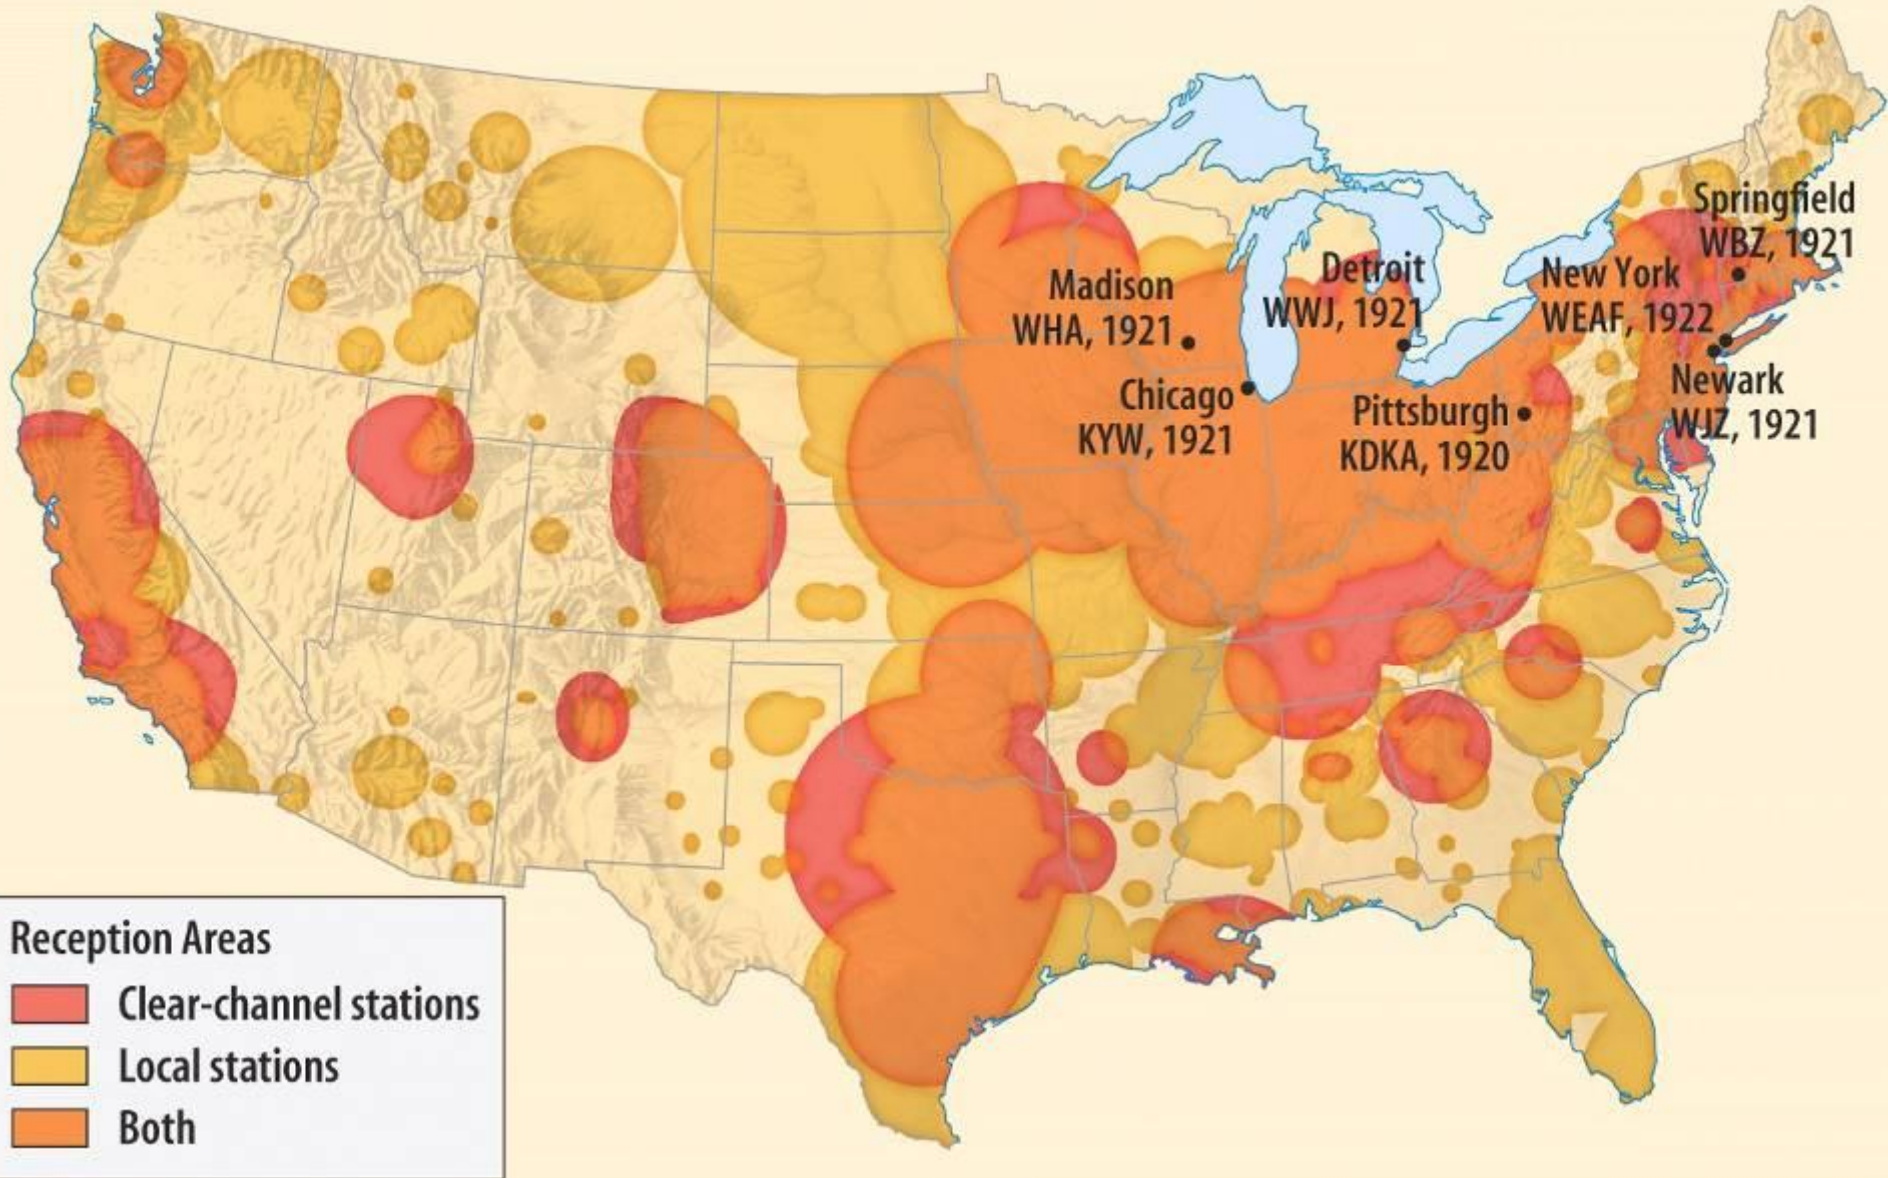 Springfield
WBZ, 1921
Detroit
WWJ, 1921
New York
WEAF, 1922
Madison
WHA, 1921
Chicago
KYW, 1921
Pittsburgh
KDKA, 1920
Newark
WJZ, 1921
Reception Areas
Clear-channel stations
Local stations
Both